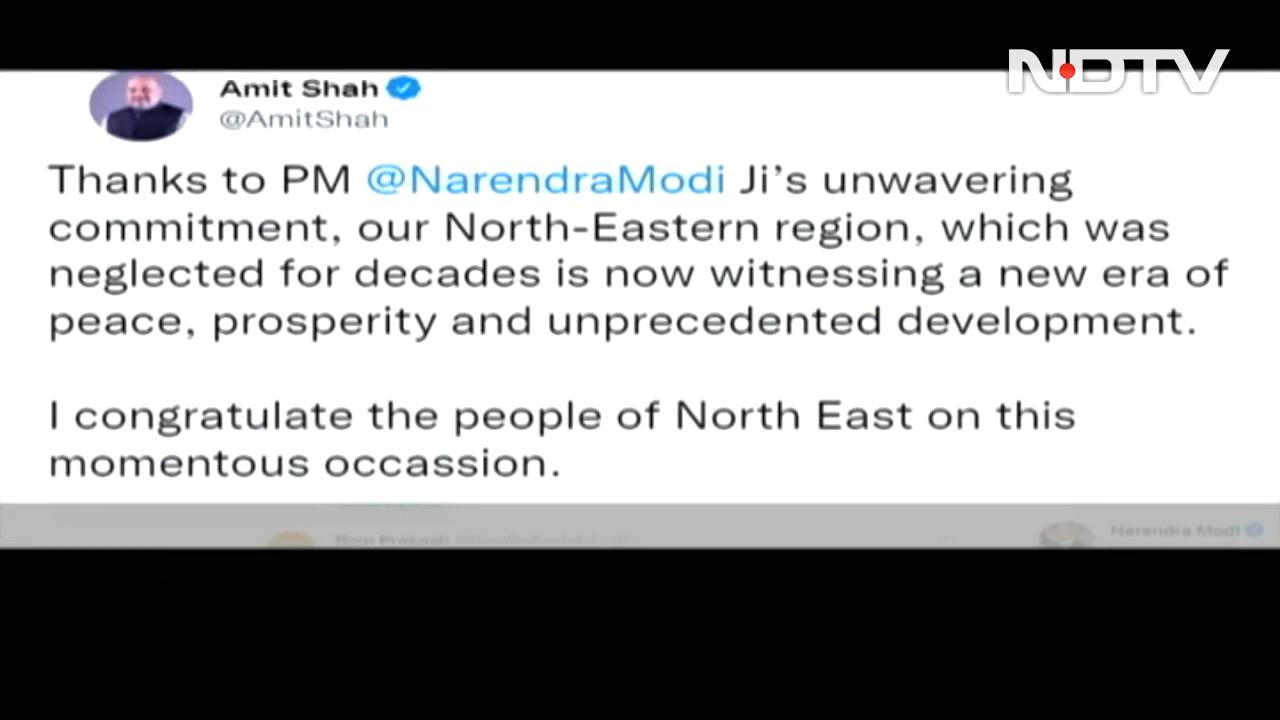 NDTV
Amit Shah
@AmitShah
Thanks to PM @NarendraModi Ji's unwavering
commitment, our North-Eastern region, which was
neglected for decades is now witnessing a new era of
peace, prosperity and unprecedented development.
I congratulate the people of North East on this
momentous occassion.
Narendra Modi